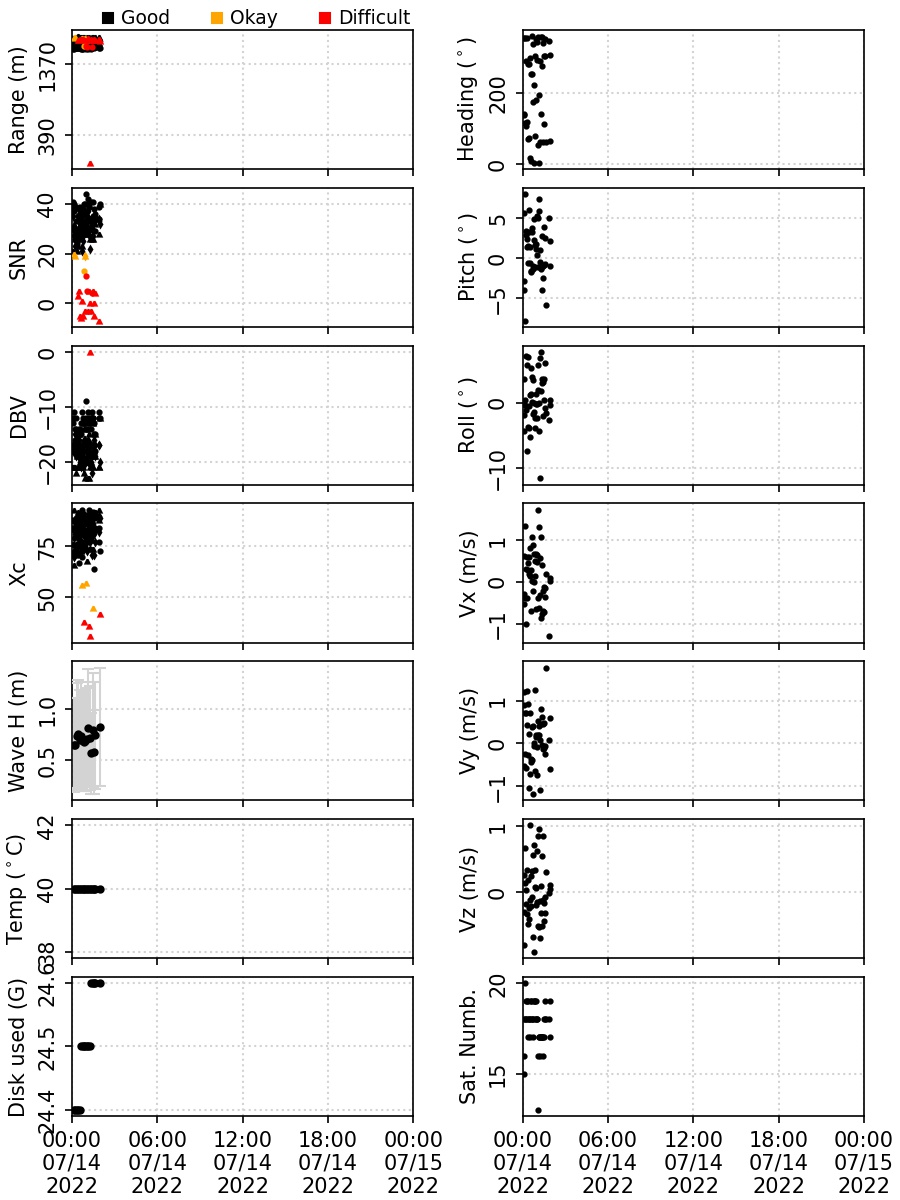 Good Okay Difficult
Range (m)
1370
390
Heading (°)
200
0
SNR
40
20
0
Pitch (°)
5
0
−5
DBV
0
−10
−20
Roll (°)
0
−10
Xc
75
50
Vx (m/s)
1
0
−1
Wave H (m)
1.0
0.5
Vy (m/s)
1
0
−1
Temp (°C)
42
40
38
Vz (m/s)
1
0
Disk used (G)
24.6
24.5
24.4
Sat. Numb.
20
15
00:00 06:00 12:00 18:00 00:00 00:00 06:00 12:00 18:00 00:00
07/14 07/14 07/14 07/14 07/15 07/14 07/14 07/14 07/14 07/15
2022 2022 2022 2022 2022 2022 2022 2022 2022 2022